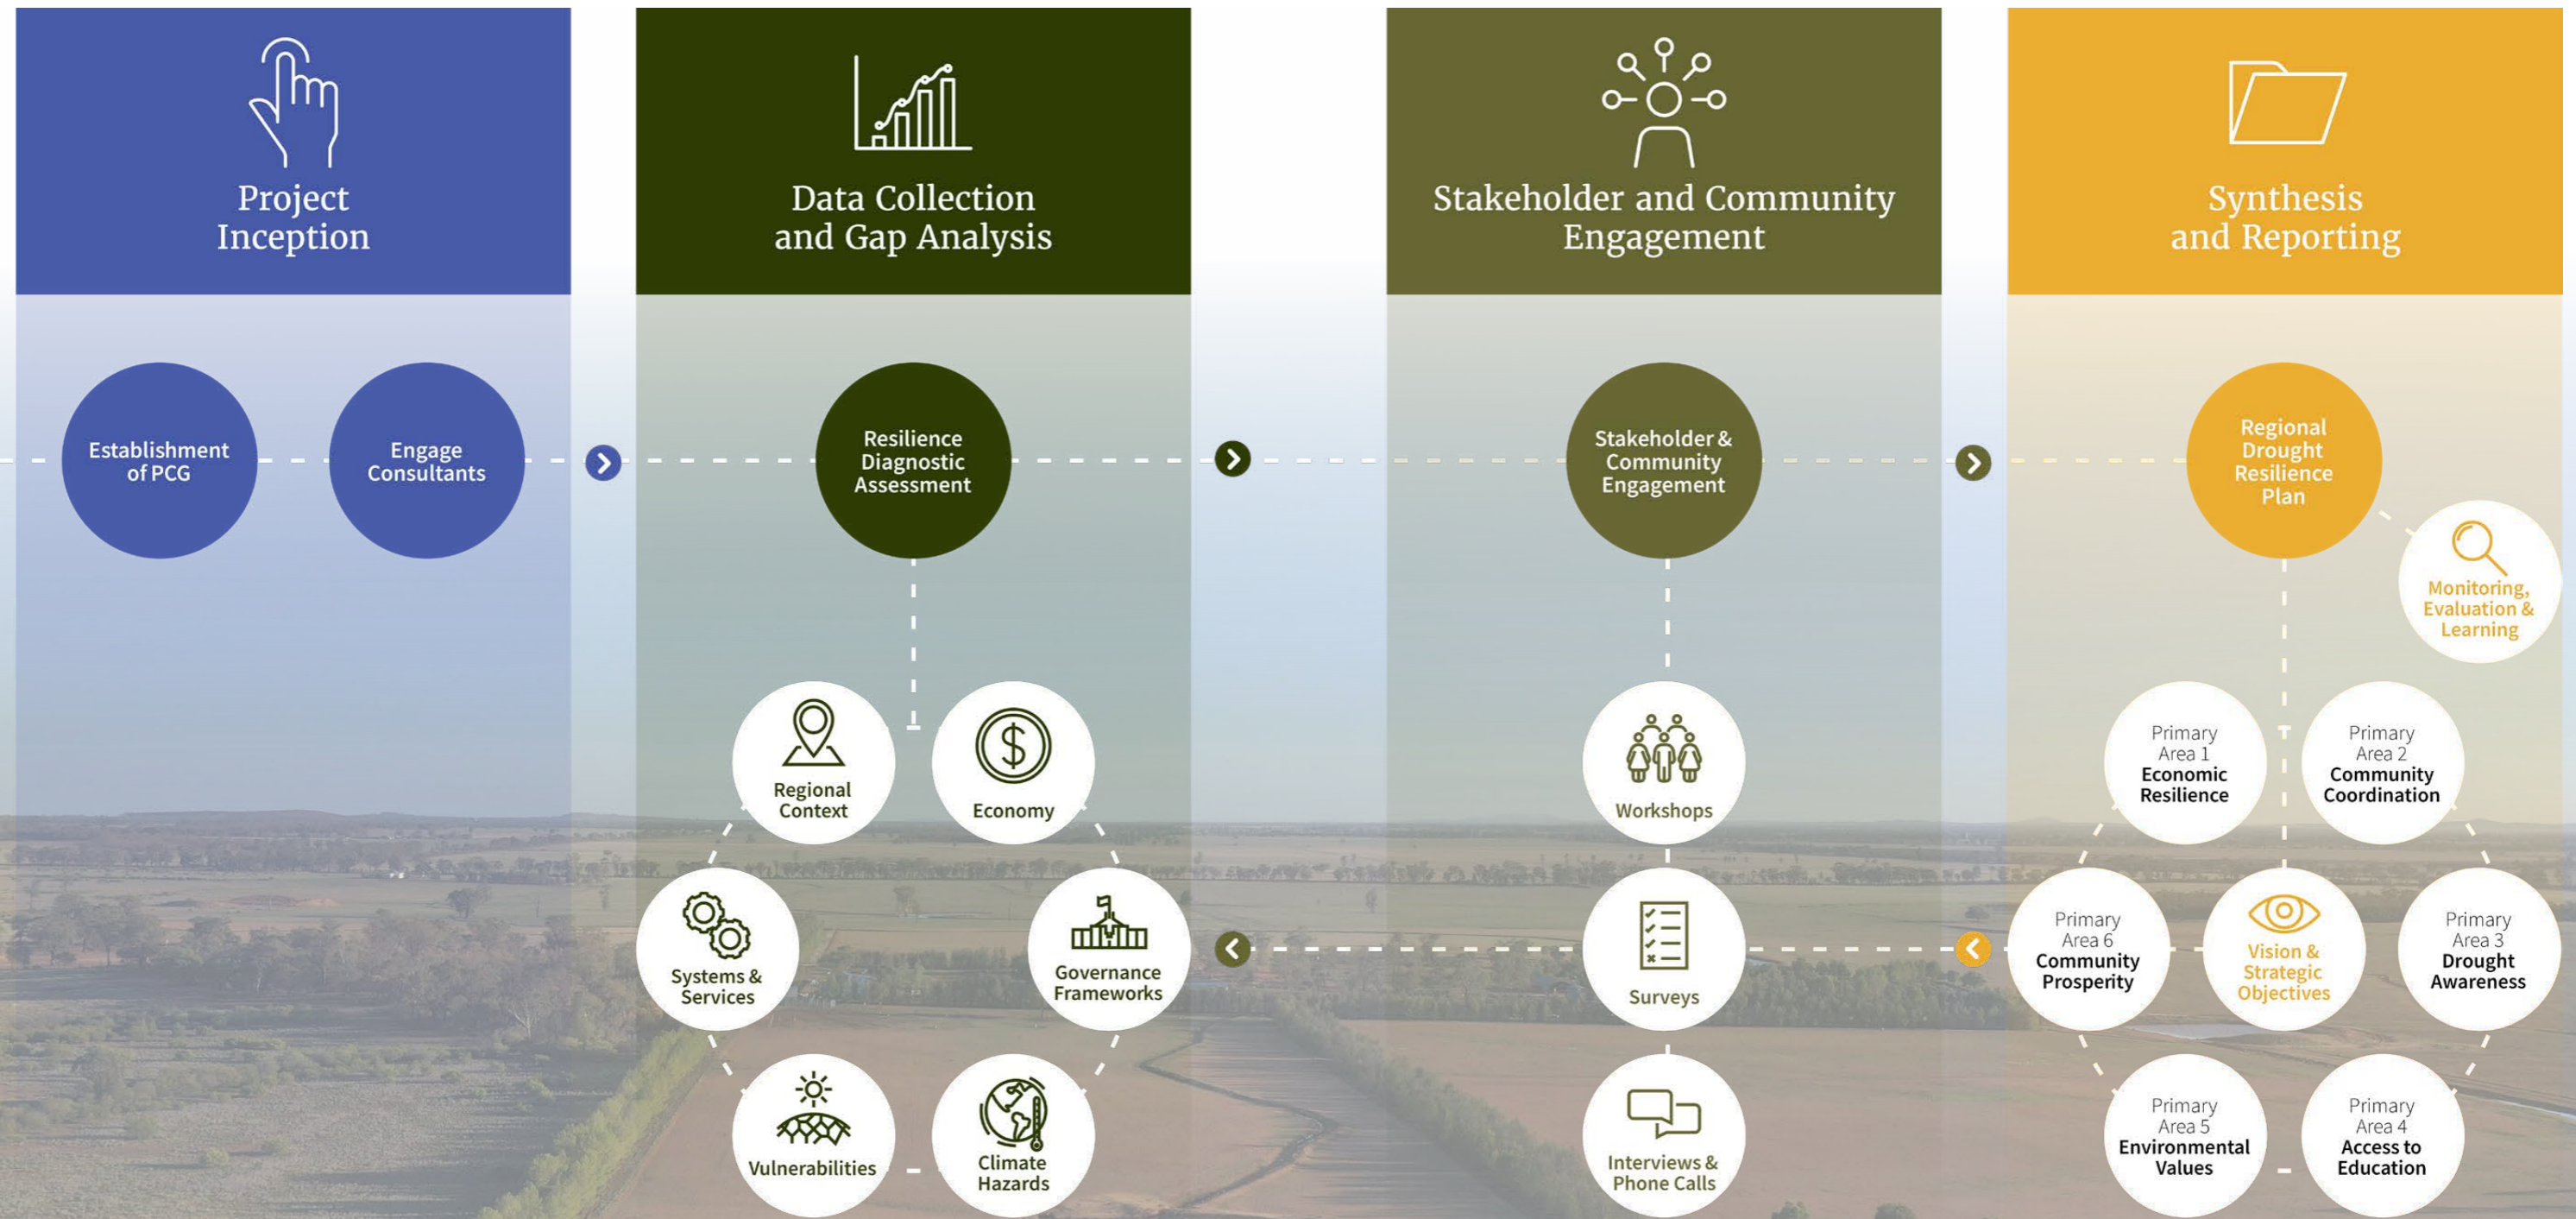 Project
Inception
Data Collection
and Gap Analysis
Stakeholder and Community
Engagement
Synthesis
and Reporting
Establishment
of PCG
Engage
Consultants
Resilience
Diagnostic
Assessment
Stakeholder &
Community
Engagement
Regional
Drought
Resilience
Plan
Monitoring,
Evaluation &
Learning
Regional
Context
Economy
Systems &
Services
Governance
Frameworks
Vulnerabilities
Climate
Hazards
Workshops
Surveys
Interviews &
Phone Calls
Primary
Area 1
Economic
Resilience
Primary
Area 2
Community
Coordination
Primary
Area 6
Community
Prosperity
Vision &
Strategic
Objectives
Primary
Area 3
Drought
Awareness
Primary
Area 5
Environmental
Values
Primary
Area 4
Access to
Education